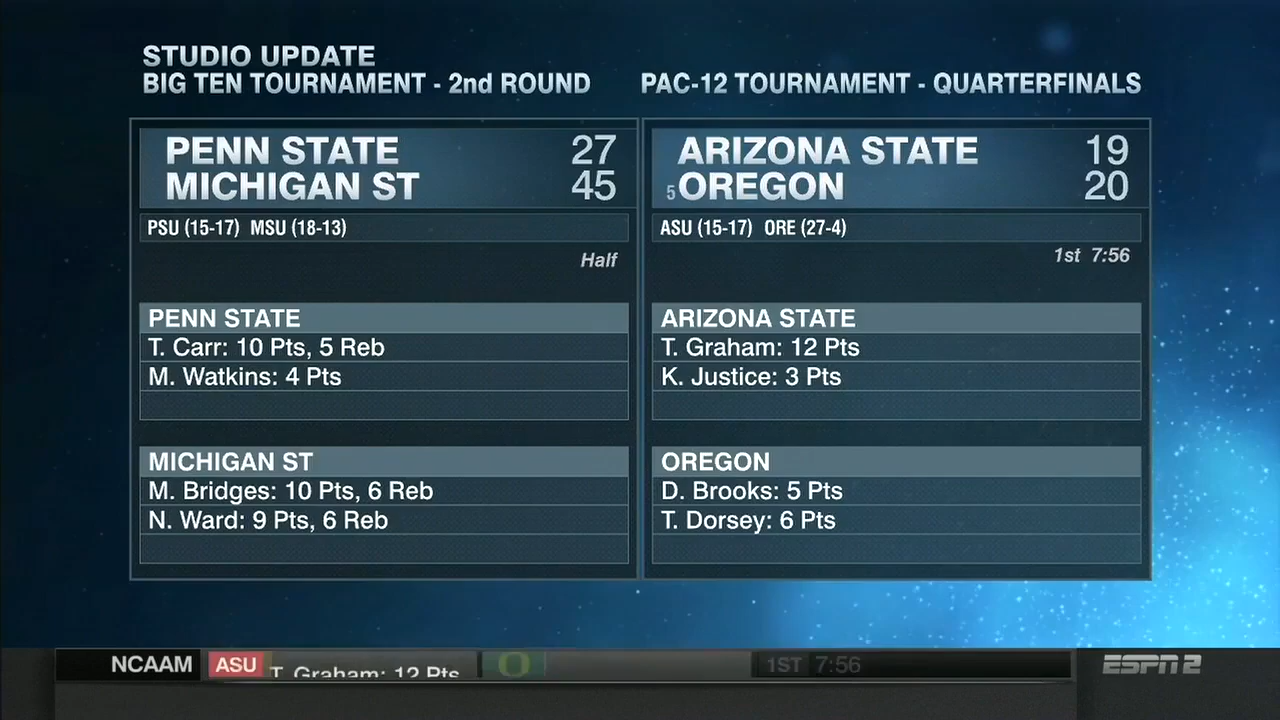 STUDIO UPDATE
BIG TEN TOURNAMENT - 2nd ROUND
PENN STATE 27
MICHIGAN ST 45
PSU (15-17) MSU (18-13)
Half
PENN STATE
T. Carr: 10 Pts, 5 Reb
M. Watkins: 4 Pts
MICHIGAN ST
M. Bridges: 10 Pts, 6 Reb
N. Ward: 9 Pts, 6 Reb
PAC-12 TOURNAMENT - QUARTERFINALS
ARIZONA STATE 19
5 OREGON 20
ASU (15-17) ORE (27-4)
1st 7:56
ARIZONA STATE
T. Graham: 12 Pts
K. Justice: 3 Pts
OREGON
D. Brooks: 5 Pts
T. Dorsey: 6 Pts
NCAAM ASU T. Graham: 12 Pts O 1ST 7:56 ESPN2